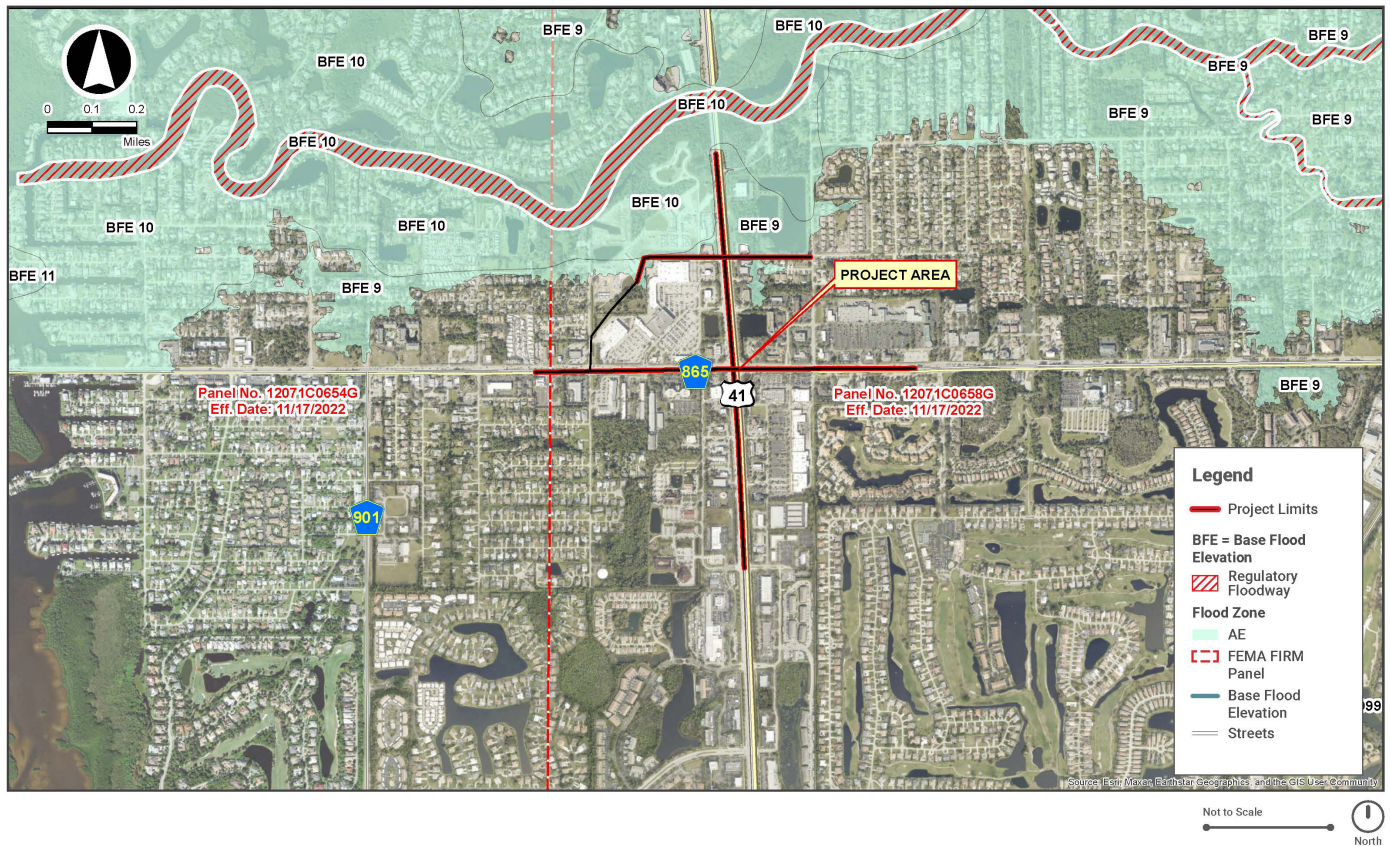 BFE 9
BFE 10
BFE 9
BFE 10
BFE 9
0 0.1 0.2
Miles
BFE 10
BFE 9
BFE 9
BFE 10
BFE 10
BFE 10
BFE 10
BFE 9
BFE 11
BFE 9
PROJECT AREA
865
41
Panel No. 12071C0654G
Eff. Date: 11/17/2022
Panel No. 12071C0658G
Eff. Date: 11/17/2022
BFE 9
901
Legend
Project Limits
BFE = Base Flood
Elevation
Regulatory
Floodway
Flood Zone
AE
FEMA FIRM
Panel
Base Flood
Elevation
Streets
Source: Esri, Maxar, Earthstar Geographics, and the GIS User Community
Not to Scale
North